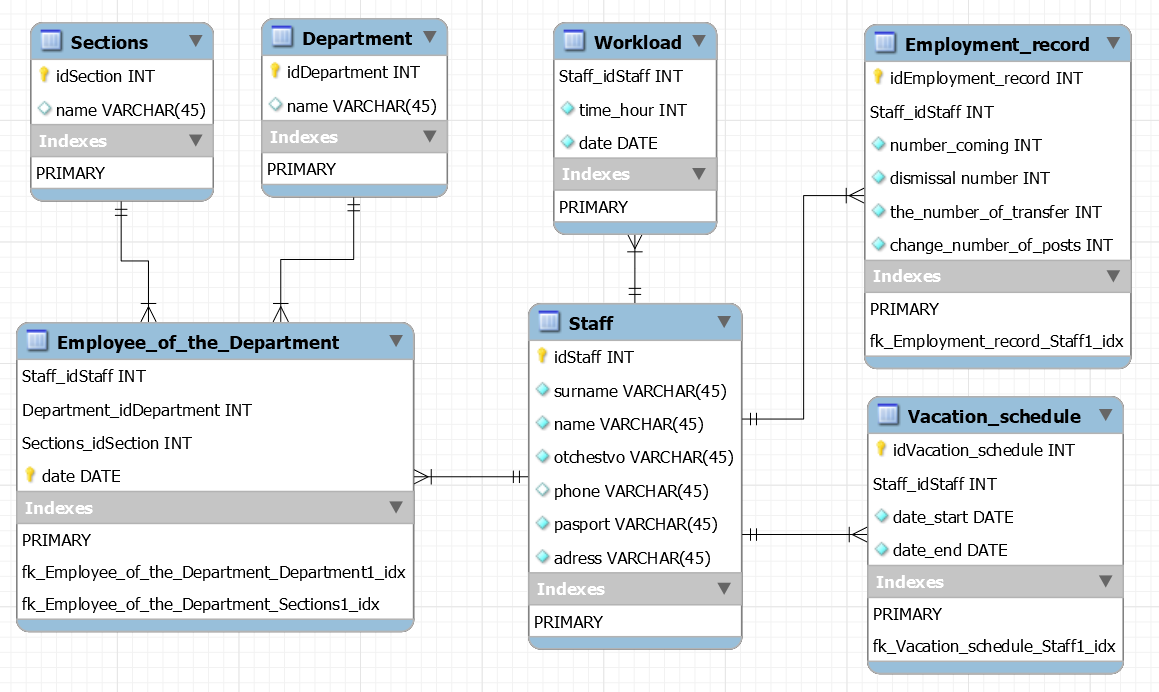 Sections
idSection INT
name VARCHAR(45)
Indexes
PRIMARY
Department
idDepartment INT
name VARCHAR(45)
Indexes
PRIMARY
Workload
Staff_idStaff INT
time_hour INT
date DATE
Indexes
PRIMARY
Employment_record
idEmployment_record INT
Staff_idStaff INT
number_coming INT
dismissal number INT
the_number_of_transfer INT
change_number_of_posts INT
Indexes
PRIMARY
fk_Employment_record_Staff1_idx
Employee_of_the_Department
Staff_idStaff INT
Department_idDepartment INT
Sections_idSection INT
date DATE
Indexes
PRIMARY
fk_Employee_of_the_Department_Department1_idx
fk_Employee_of_the_Department_Sections1_idx
Staff
idStaff INT
surname VARCHAR(45)
name VARCHAR(45)
otchestvo VARCHAR(45)
phone VARCHAR(45)
pasport VARCHAR(45)
adress VARCHAR(45)
Indexes
PRIMARY
Vacation_schedule
idVacation_schedule INT
Staff_idStaff INT
date_start DATE
date_end DATE
Indexes
PRIMARY
fk_Vacation_schedule_Staff1_idx